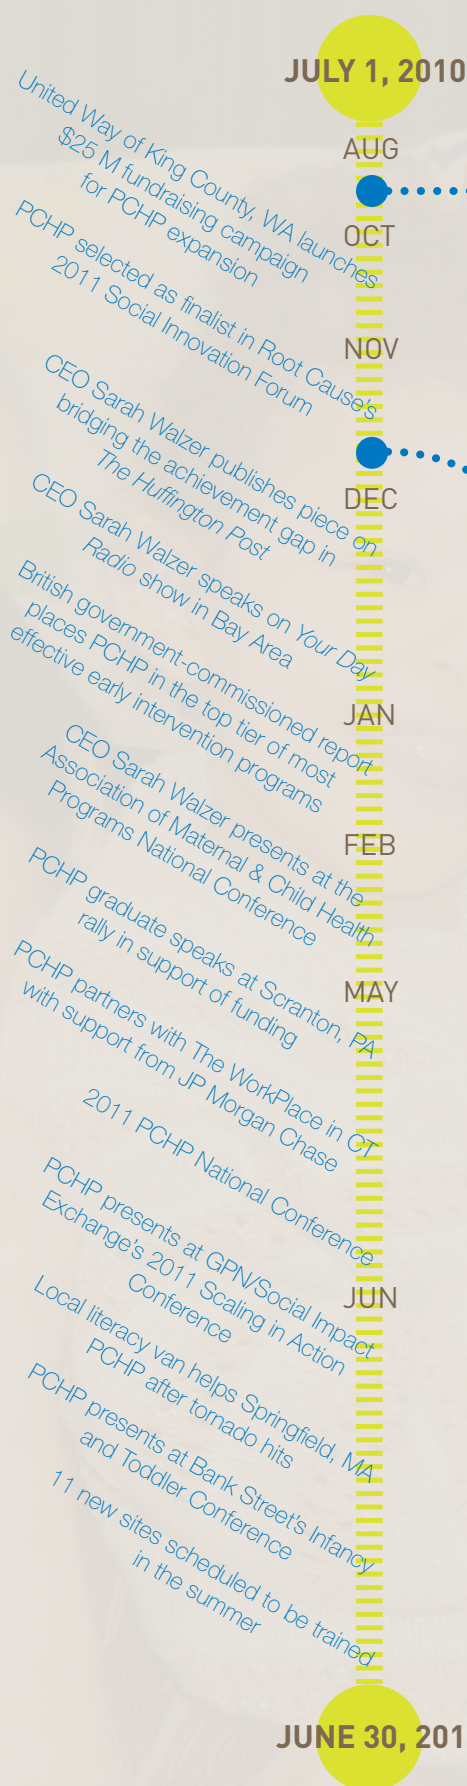 JULY 1, 2010
AUG
United Way of King County, WA launches
$25 M fundraising campaign
for PCHP expansion
OCT
PCHP selected as finalist in Root Cause's
2011 Social Innovation Forum
NOV
CEO Sarah Walzer publishes piece on
bridging the achievement gap in
The Huffington Post
DEC
CEO Sarah Walzer speaks on Your Day
Radio show in Bay Area
British government-commissioned report
places PCHP in the top tier of most
effective early intervention programs
JAN
CEO Sarah Walzer presents at the
Association of Maternal & Child Health
Programs National Conference
FEB
PCHP graduate speaks at Scranton, PA
rally in support of funding
MAY
PCHP partners with The WorkPlace in CT
with support from JP Morgan Chase
2011 PCHP National Conference
PCHP presents at GPN/Social Impact
Exchange's 2011 Scaling in Action
Conference
JUN
Local literacy van helps Springfield, MA
PCHP after tornado hits
PCHP presents at Bank Street's Infancy
and Toddler Conference
11 new sites scheduled to be trained
in the summer
JUNE 30, 201